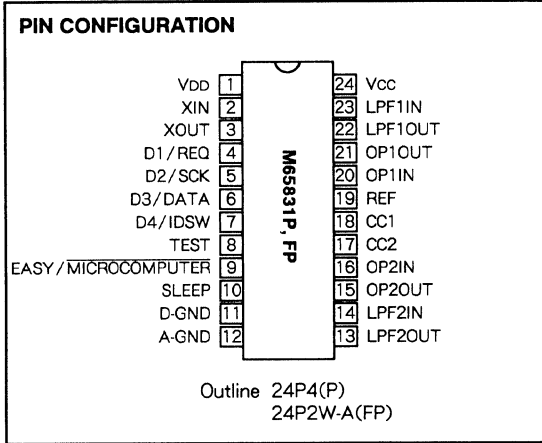 PIN CONFIGURATION
VDD 1
XIN 2
XOUT 3
D1/REQ 4
D2/SCK 5
D3/DATA 6
D4/IDSW 7
TEST 8
EASY/MICROCOMPUTER 9
SLEEP 10
D-GND 11
A-GND 12
M65831P, FP
24 Vcc
23 LPF1IN
22 LPF1OUT
21 OP1OUT
20 OP1IN
19 REF
18 CC1
17 CC2
16 OP2IN
15 OP2OUT
14 LPF2IN
13 LPF2OUT
Outline 24P4(P)
24P2W-A(FP)